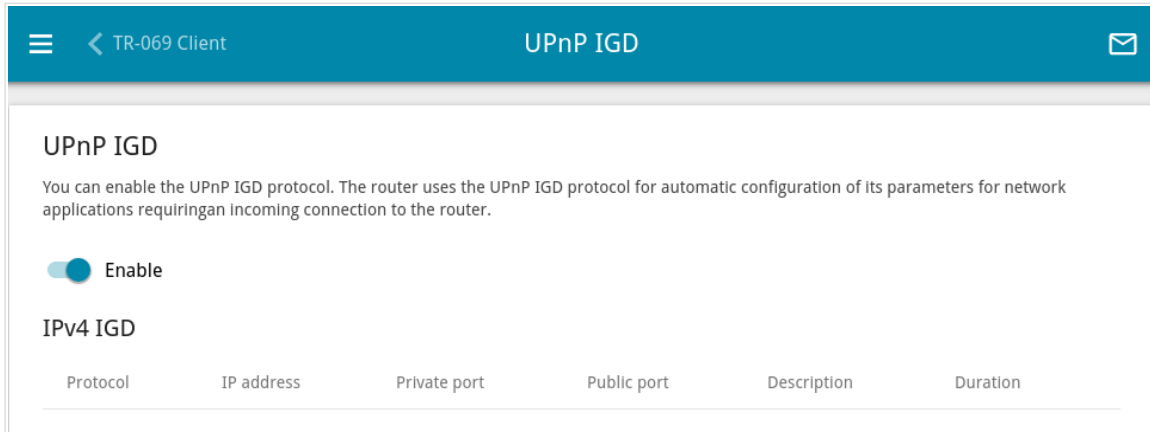 TR-069 Client
UPnP IGD
UPnP IGD
You can enable the UPnP IGD protocol. The router uses the UPnP IGD protocol for automatic configuration of its parameters for network
applications requiringan incoming connection to the router.
Enable
IPv4 IGD
Protocol IP address Private port Public port Description Duration